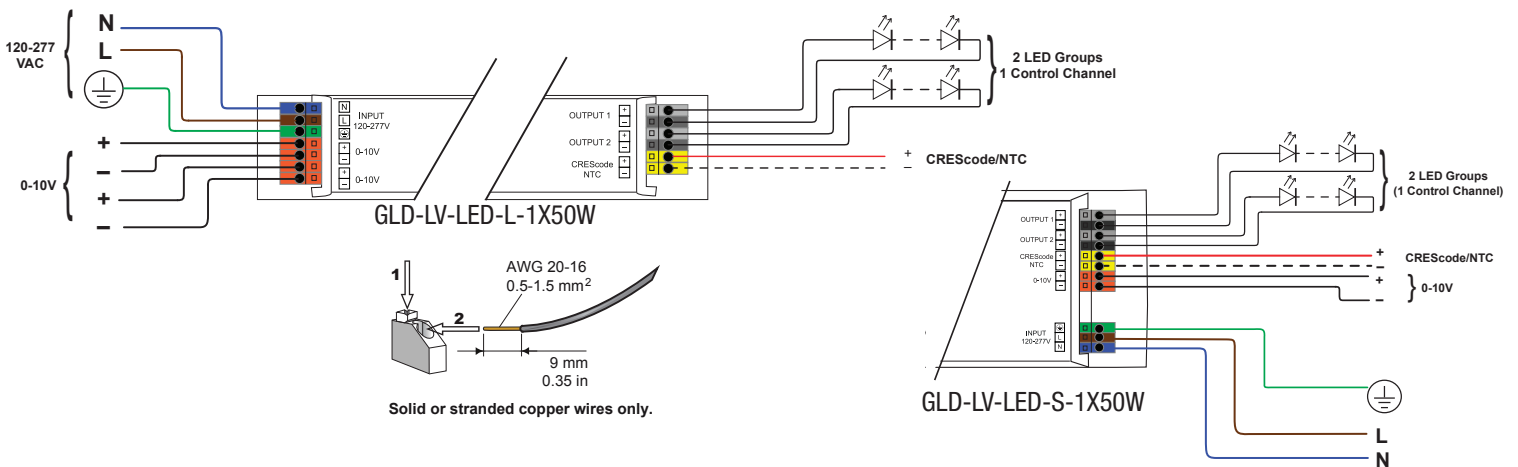 N
L
120-277
VAC
+
−
+
−
0-10V
N
L
INPUT
120-277V
+
−
0-10V
+
−
0-10V
OUTPUT 1
+
−
OUTPUT 2
+
−
CREScode
NTC
+
−
2 LED Groups
1 Control Channel
+
−
CREScode/NTC
GLD-LV-LED-L-1X50W
1
2
AWG 20-16
0.5-1.5 mm²
9 mm
0.35 in
Solid or stranded copper wires only.
OUTPUT 1
+
−
OUTPUT 2
+
−
CREScode
NTC
+
−
0-10V
+
−
INPUT
120-277V
L
N
2 LED Groups
(1 Control Channel)
+
−
CREScode/NTC
+
−
0-10V
GLD-LV-LED-S-1X50W
L
N